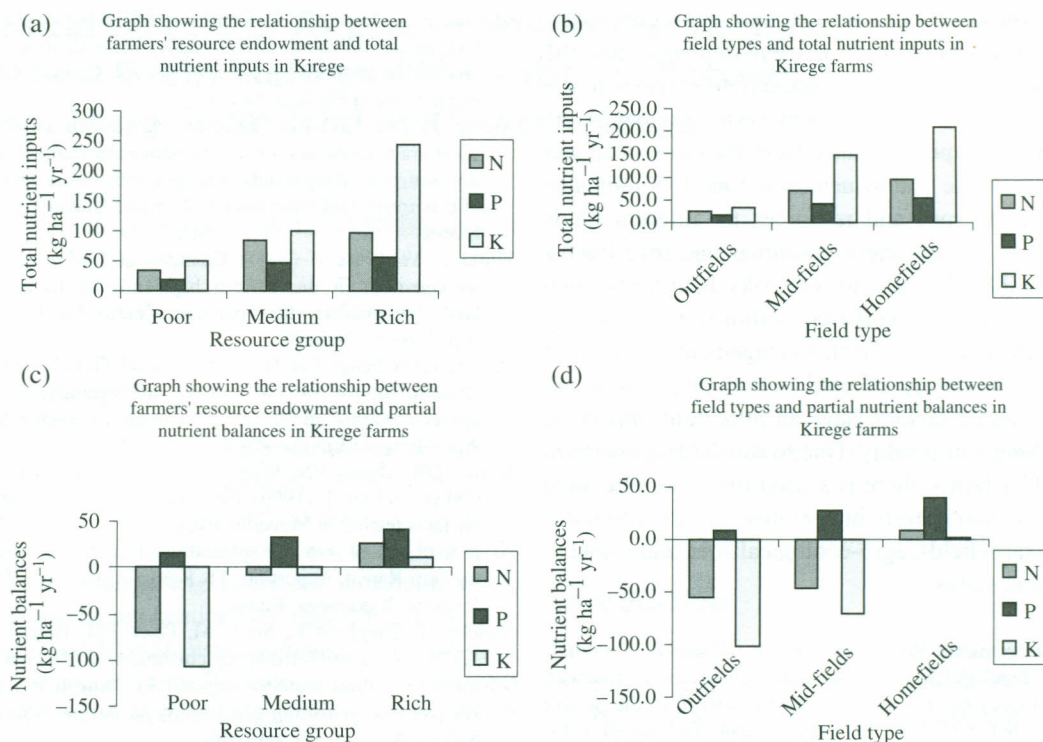 (a)
Graph showing the relationship between
farmers' resource endowment and total
nutrient inputs in Kirege
Total nutrient inputs
(kg ha−1 yr−1)
300
250
200
150
100
50
0
Poor
Medium
Rich
Resource group
N
P
K
(b)
Graph showing the relationship between
field types and total nutrient inputs in
Kirege farms
Total nutrient inputs
(kg ha−1 yr−1)
250.0
200.0
150.0
100.0
50.0
0.0
Outfields
Mid-fields
Homefields
Field type
N
P
K
(c)
Graph showing the relationship between
farmers' resource endowment and partial
nutrient balances in Kirege farms
Nutrient balances
(kg ha−1 yr−1)
50
0
−50
−100
−150
Poor
Medium
Rich
Resource group
N
P
K
(d)
Graph showing the relationship between
field types and partial nutrient balances in
Kirege farms
Nutrient balances
(kg ha−1 yr−1)
50.0
0.0
−50.0
−100.0
−150.0
Outfields
Mid-fields
Homefields
Field type
N
P
K